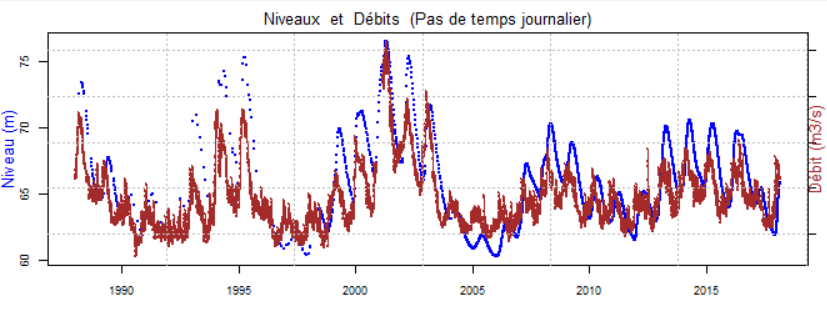 Niveaux et Débits (Pas de temps journalier)
Niveau (m)
75
70
65
60
Débit (m3/s)
1990 1995 2000 2005 2010 2015